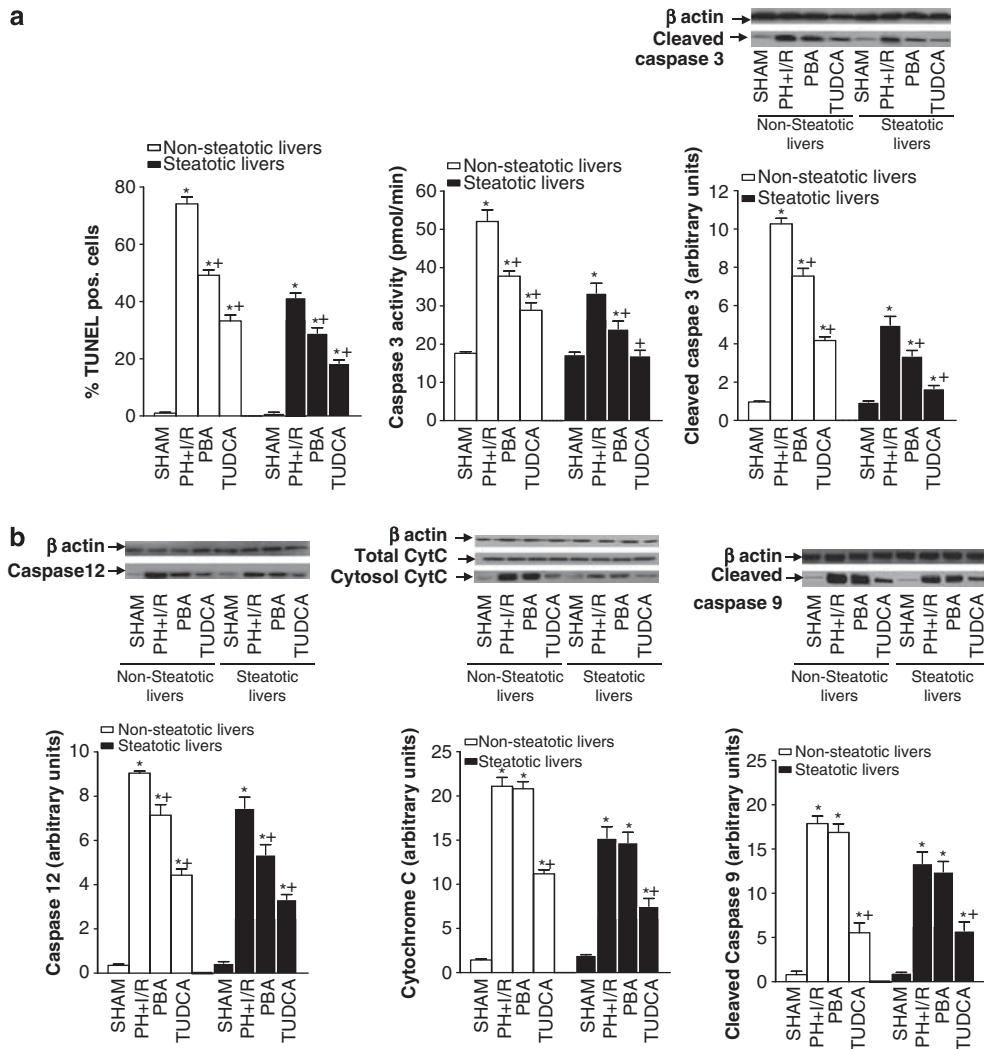 a
β actin
Cleaved
caspase 3
SHAM
PH+I/R
PBA
TUDCA
SHAM
PH+I/R
PBA
TUDCA
Non-Steatotic
livers
Steatotic
livers
Non-steatotic livers
Steatotic livers
% TUNEL pos. cells
80
60
40
20
0
*
*+
*+
*
*+
*+
SHAM
PH+I/R
PBA
TUDCA
SHAM
PH+I/R
PBA
TUDCA
Non-steatotic livers
Steatotic livers
Caspase 3 activity (pmol/min)
60
50
40
30
20
10
0
*
*+
*+
*
*+
+
SHAM
PH+I/R
PBA
TUDCA
SHAM
PH+I/R
PBA
TUDCA
Non-steatotic livers
Steatotic livers
Cleaved caspae 3 (arbitrary units)
12
10
8
6
4
2
0
*
*+
*+
*
*+
*+
SHAM
PH+I/R
PBA
TUDCA
SHAM
PH+I/R
PBA
TUDCA
b
β actin
Caspase12
SHAM
PH+I/R
PBA
TUDCA
SHAM
PH+I/R
PBA
TUDCA
Non-Steatotic
livers
Steatotic
livers
β actin
Total CytC
Cytosol CytC
SHAM
PH+I/R
PBA
TUDCA
SHAM
PH+I/R
PBA
TUDCA
Non-Steatotic
livers
Steatotic
livers
β actin
Cleaved
caspase 9
SHAM
PH+I/R
PBA
TUDCA
SHAM
PH+I/R
PBA
TUDCA
Non-Steatotic
livers
Steatotic
livers
Non-steatotic livers
Steatotic livers
Caspase 12 (arbitrary units)
10
8
6
4
2
0
*
*+
*+
*
*+
*+
SHAM
PH+I/R
PBA
TUDCA
SHAM
PH+I/R
PBA
TUDCA
Non-steatotic livers
Steatotic livers
Cytochrome C (arbitrary units)
25
20
15
10
5
0
*
*
*+
*
*
*+
SHAM
PH+I/R
PBA
TUDCA
SHAM
PH+I/R
PBA
TUDCA
Non-steatotic livers
Steatotic livers
Cleaved Caspase 9 (arbitrary units)
25
20
15
10
5
0
*
*
*+
*
*
*+
SHAM
PH+I/R
PBA
TUDCA
SHAM
PH+I/R
PBA
TUDCA